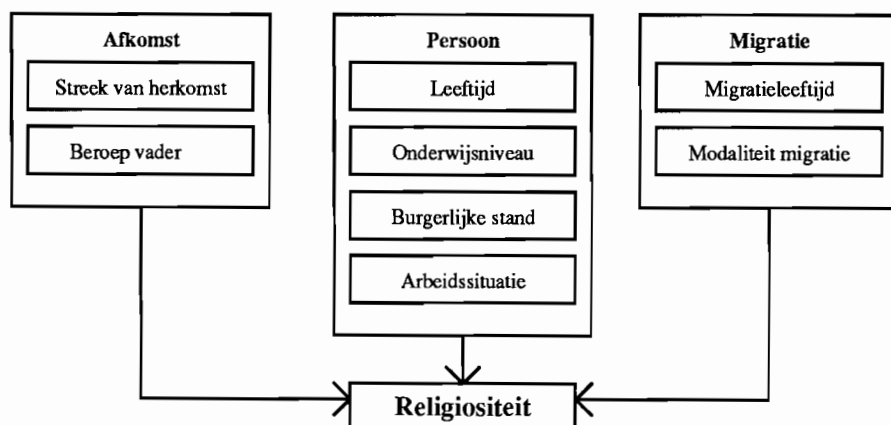 Afkomst
Streek van herkomst
Beroep vader
Persoon
Leeftijd
Onderwijsniveau
Burgerlijke stand
Arbeidssituatie
Migratie
Migratieleeftijd
Modaliteit migratie
Religiositeit